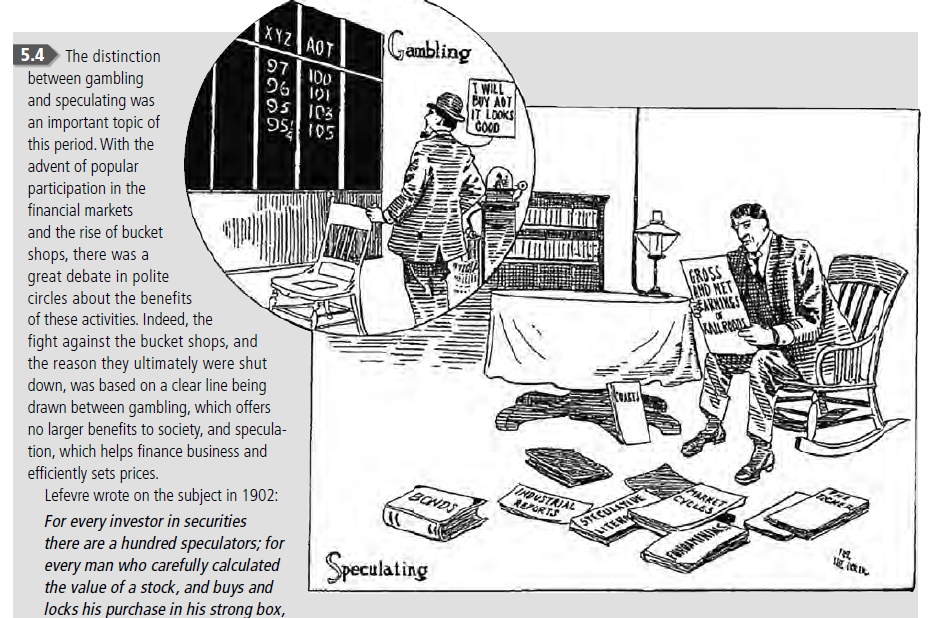 5.4 The distinction
between gambling
and speculating was
an important topic of
this period. With the
advent of popular
participation in the
financial markets
and the rise of bucket
shops, there was a
great debate in polite
circles about the benefits
of these activities. Indeed, the
fight against the bucket shops, and
the reason they ultimately were shut
down, was based on a clear line being
drawn between gambling, which offers
no larger benefits to society, and specula-
tion, which helps finance business and
efficiently sets prices.
Lefevre wrote on the subject in 1902:
For every investor in securities
there are a hundred speculators; for
every man who carefully calculated
the value of a stock, and buys and
locks his purchase in his strong box,
Gambling
XYZ AOT
97 100
96 101
95 103
95¼ 105
I WILL
BUY AOT
IT LOOKS
GOOD
GROSS
AND NET
EARNINGS
OF
RAILROADS
CHARTS
BONDS
INDUSTRIAL
REPORTS
SPECULATIVE
MARKET
CYCLES
THE
TICKER
Speculating